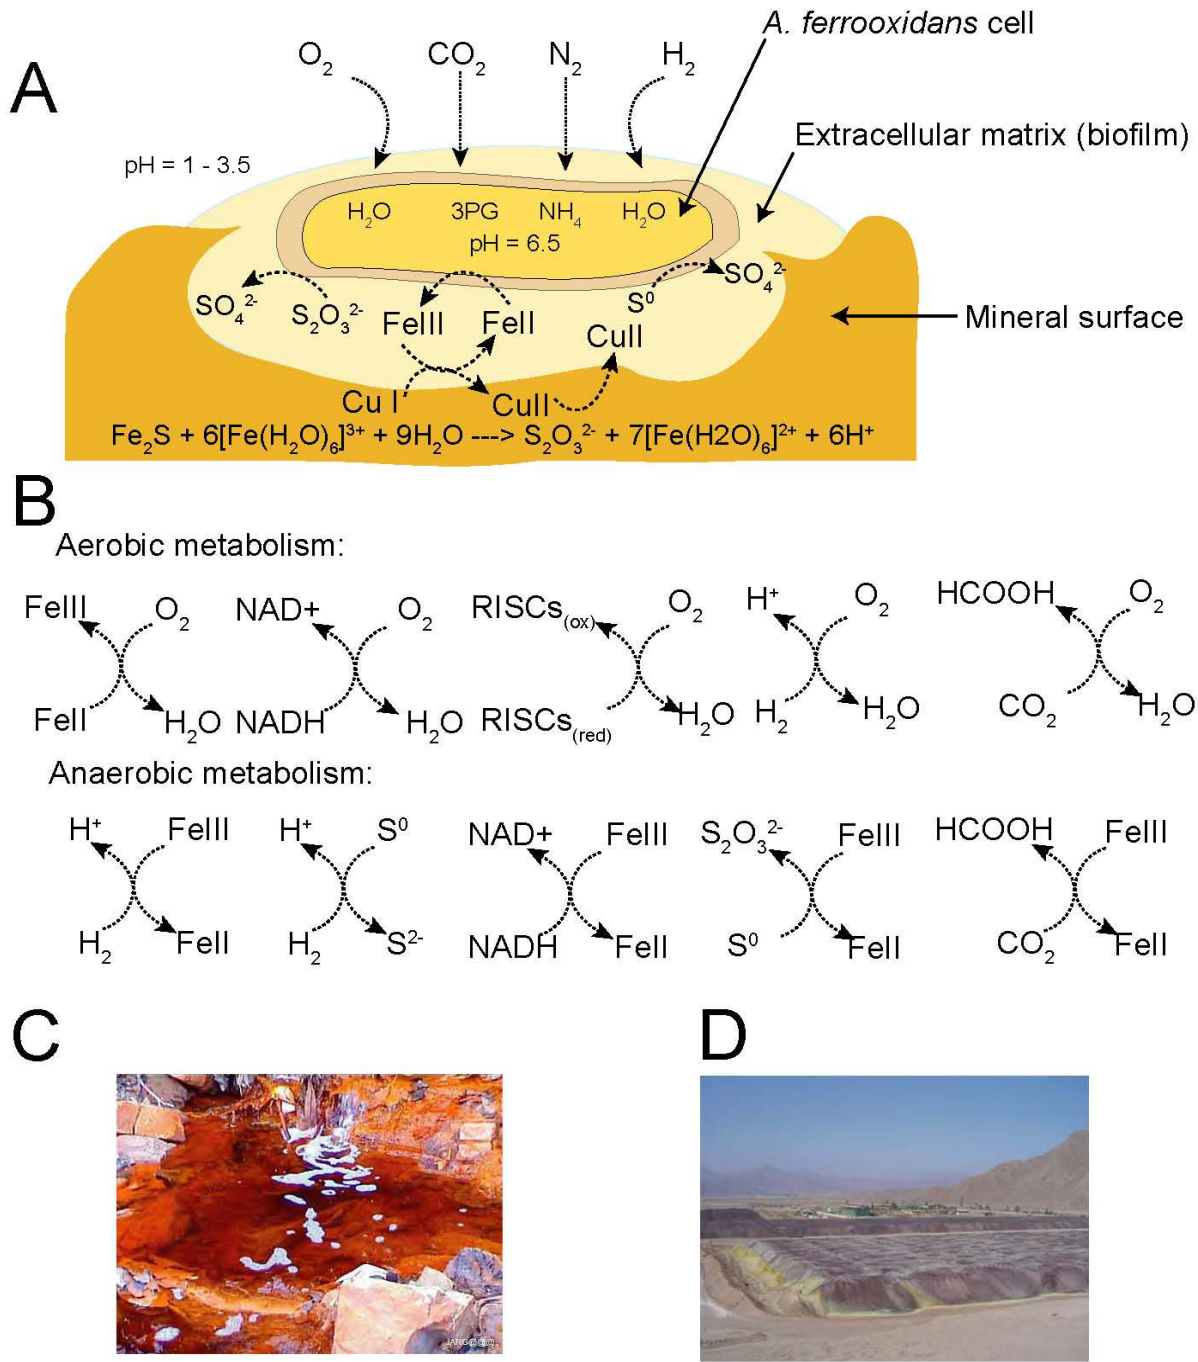 A
O₂
CO₂
N₂
H₂
A. ferrooxidans cell
Extracellular matrix (biofilm)
pH = 1 - 3.5
H₂O
3PG
NH₄
H₂O
pH = 6.5
SO₄²⁻
S₂O₃²⁻
FeIII
FeII
S⁰
SO₄²⁻
CuII
Mineral surface
Cu I
CuII
Fe₂S + 6[Fe(H₂O)₆]³⁺ + 9H₂O ---> S₂O₃²⁻ + 7[Fe(H2O)₆]²⁺ + 6H⁺
B
Aerobic metabolism:
FeIII O₂ NAD+ O₂ RISCs(ox) O₂ H⁺ O₂ HCOOH O₂
FeII H₂O NADH H₂O RISCs(red) H₂O H₂ H₂O CO₂ H₂O
Anaerobic metabolism:
H⁺ FeIII H⁺ S⁰ NAD+ FeIII S₂O₃²⁻ FeIII HCOOH FeIII
H₂ FeII H₂ S²⁻ NADH FeII S⁰ FeII CO₂ FeII
C
D